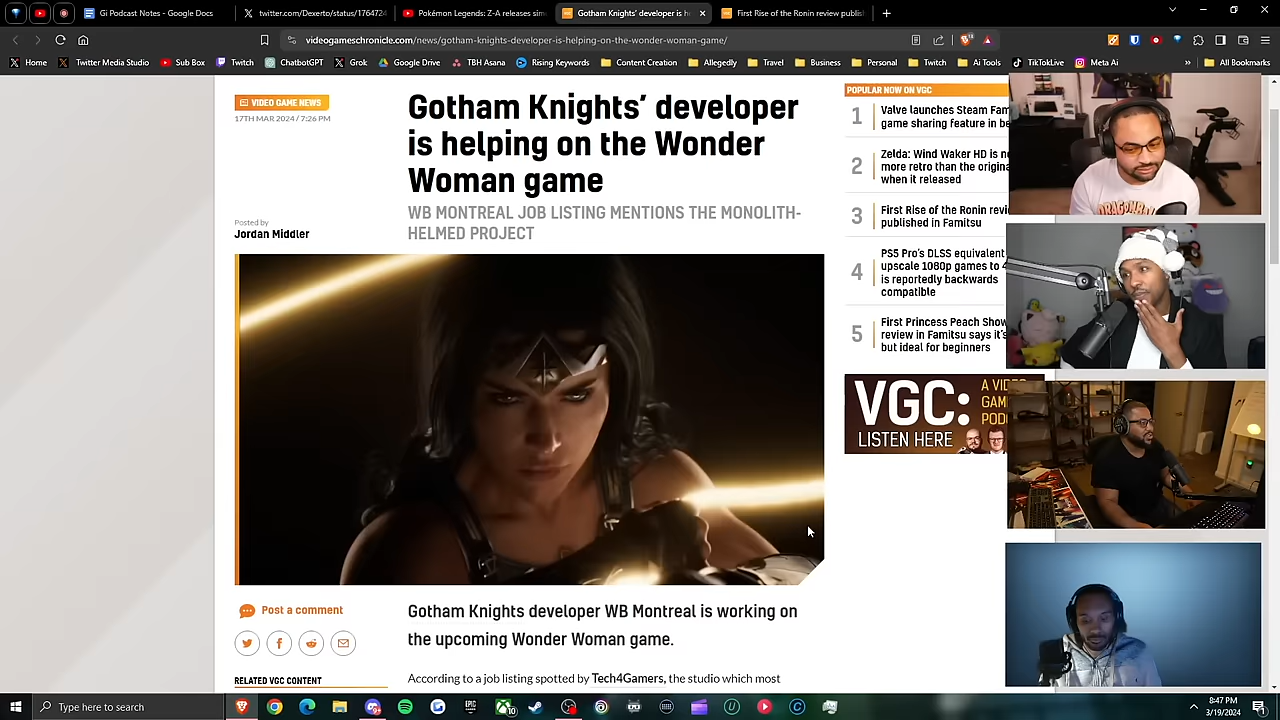 Gi Podcast Notes - Google Docs
twitter.com/Dexerto/status/1764724
Pokémon Legends: Z-A releases sim
Gotham Knights' developer is h
First Rise of the Ronin review publis
videogameschronicle.com/news/gotham-knights-developer-is-helping-on-the-wonder-woman-game/
Home
Twitter Media Studio
Sub Box
Twitch
ChatbotGPT
Grok
Google Drive
TBH Asana
Rising Keywords
Content Creation
Allegedly
Travel
Business
Personal
Twitch
Ai Tools
TikTokLive
Meta Ai
All Bookmarks
VIDEO GAME NEWS
17TH MAR 2024 / 7:26 PM
Posted by
Jordan Middler
Gotham Knights' developer
is helping on the Wonder
Woman game
WB MONTREAL JOB LISTING MENTIONS THE MONOLITH-
HELMED PROJECT
POPULAR NOW ON VGC
1
Valve launches Steam Fam
game sharing feature in be
2
Zelda: Wind Waker HD is n
more retro than the origina
when it released
3
First Rise of the Ronin revi
published in Famitsu
4
PS5 Pro's DLSS equivalent
upscale 1080p games to 4
is reportedly backwards
compatible
5
First Princess Peach Show
review in Famitsu says it's
but ideal for beginners
VGC:
A VID
GAM
PODC
LISTEN HERE
Post a comment
RELATED VGC CONTENT
Gotham Knights developer WB Montreal is working on
the upcoming Wonder Woman game.
According to a job listing spotted by Tech4Gamers, the studio which most
Type here to search
8:47 PM
3/19/2024